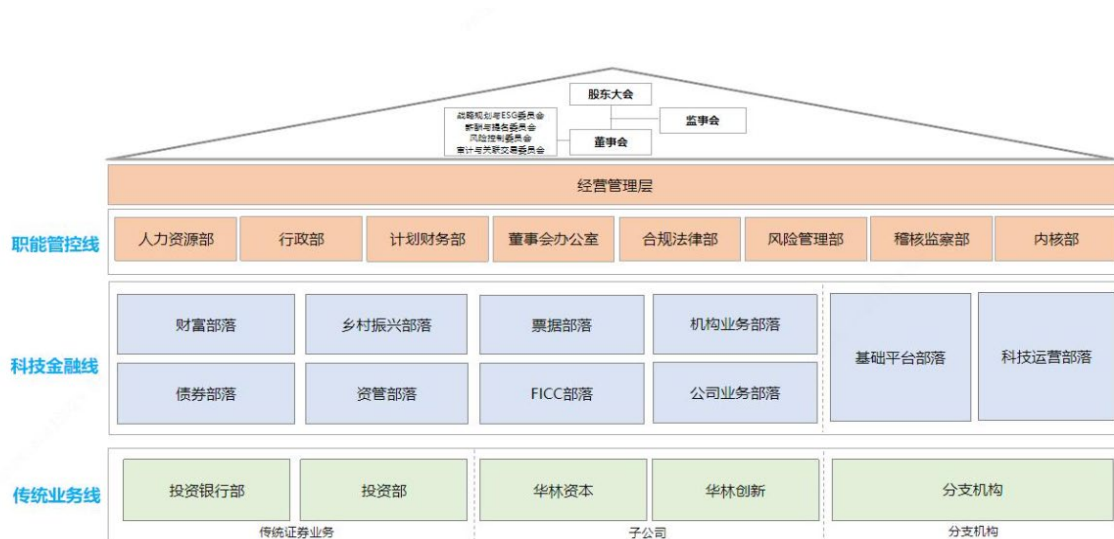 股东大会
监事会
战略规划与ESG委员会
薪酬与提名委员会
风险控制委员会
审计与关联交易委员会
董事会
经营管理层
职能管控线
人力资源部
行政部
计划财务部
董事会办公室
合规法律部
风险管理部
稽核监察部
内核部
科技金融线
财富部落
乡村振兴部落
票据部落
机构业务部落
债券部落
资管部落
FICC部落
公司业务部落
基础平台部落
科技运营部落
传统业务线
投资银行部
投资部
华林资本
华林创新
分支机构
传统证券业务
子公司
分支机构